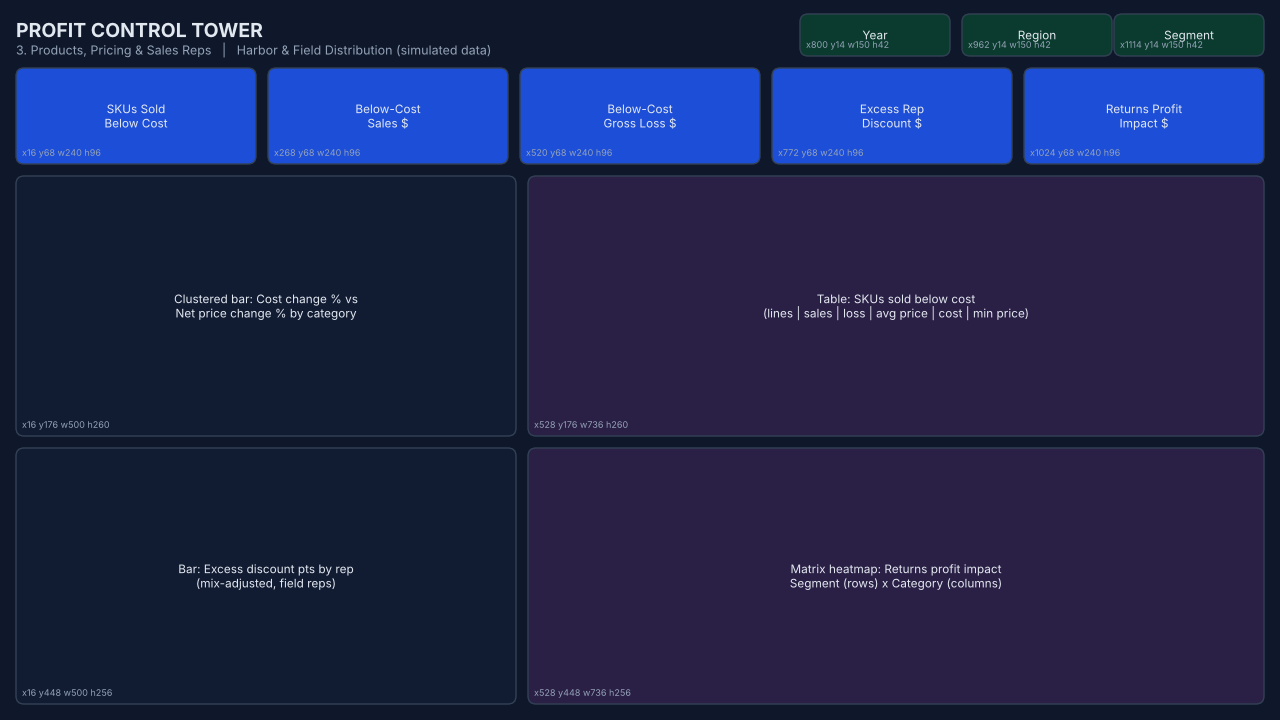 PROFIT CONTROL TOWER
3. Products, Pricing & Sales Reps | Harbor & Field Distribution (simulated data)
Year
x800 y14 w150 h42
Region
x962 y14 w150 h42
Segment
x1114 y14 w150 h42
SKUs Sold
Below Cost
x16 y68 w240 h96
Below-Cost
Sales $
x268 y68 w240 h96
Below-Cost
Gross Loss $
x520 y68 w240 h96
Excess Rep
Discount $
x772 y68 w240 h96
Returns Profit
Impact $
x1024 y68 w240 h96
Clustered bar: Cost change % vs
Net price change % by category
x16 y176 w500 h260
Table: SKUs sold below cost
(lines | sales | loss | avg price | cost | min price)
x528 y176 w736 h260
Bar: Excess discount pts by rep
(mix-adjusted, field reps)
x16 y448 w500 h256
Matrix heatmap: Returns profit impact
Segment (rows) x Category (columns)
x528 y448 w736 h256